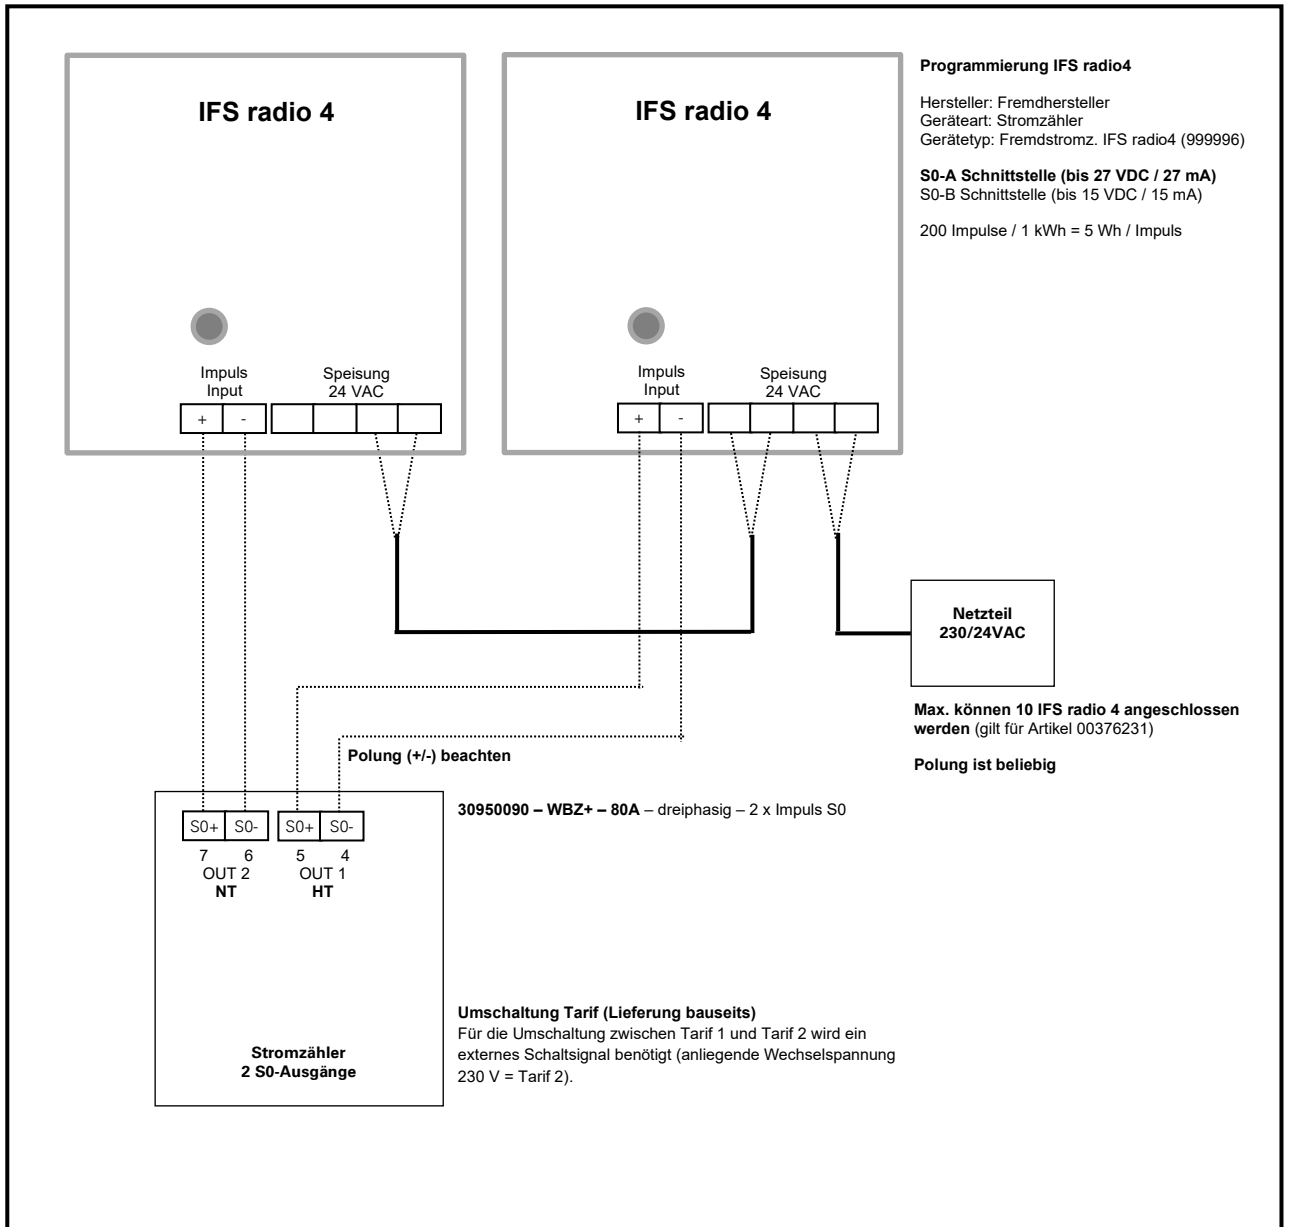 IFS radio 4
Impuls
Input
Speisung
24 VAC
+ -
IFS radio 4
Impuls
Input
Speisung
24 VAC
+ -
Programmierung IFS radio4
Hersteller: Fremdhersteller
Geräteart: Stromzähler
Gerätetyp: Fremdstromz. IFS radio4 (999996)
S0-A Schnittstelle (bis 27 VDC / 27 mA)
S0-B Schnittstelle (bis 15 VDC / 15 mA)
200 Impulse / 1 kWh = 5 Wh / Impuls
Netzteil
230/24VAC
Max. können 10 IFS radio 4 angeschlossen
werden (gilt für Artikel 00376231)
Polung ist beliebig
Polung (+/-) beachten
30950090 – WBZ+ – 80A – dreiphasig – 2 x Impuls S0
S0+ S0- S0+ S0-
7 6 5 4
OUT 2 OUT 1
NT HT
Stromzähler
2 S0-Ausgänge
Umschaltung Tarif (Lieferung bauseits)
Für die Umschaltung zwischen Tarif 1 und Tarif 2 wird ein
externes Schaltsignal benötigt (anliegende Wechselspannung
230 V = Tarif 2).